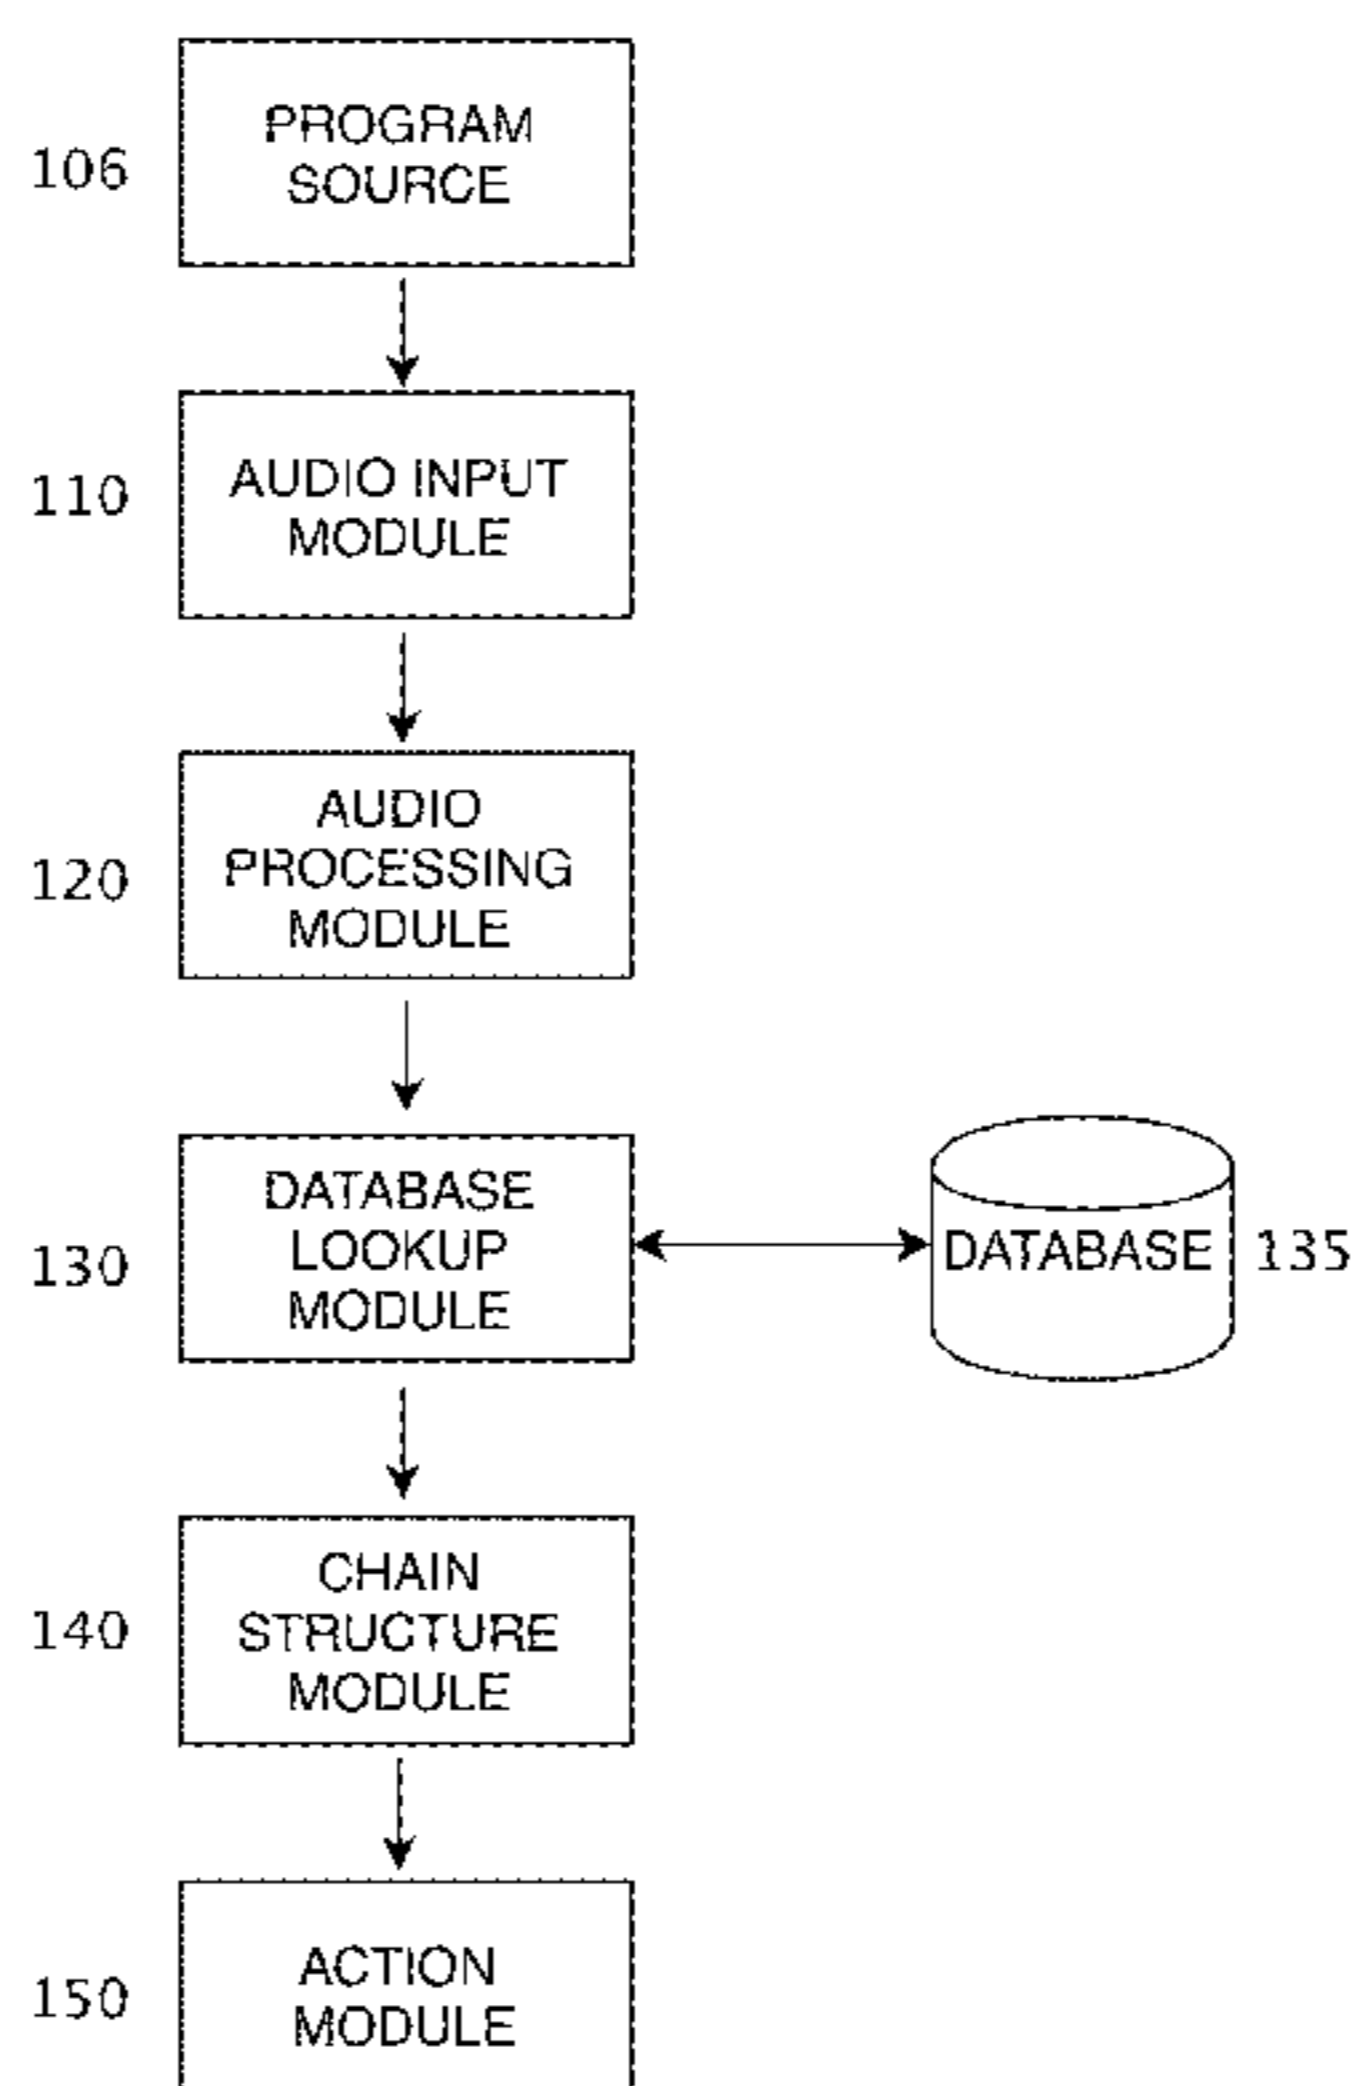 PROGRAM
SOURCE
106
AUDIO INPUT
MODULE
110
AUDIO
PROCESSING
MODULE
120
DATABASE
LOOKUP
MODULE
130
DATABASE
135
CHAIN
STRUCTURE
MODULE
140
ACTION
MODULE
150